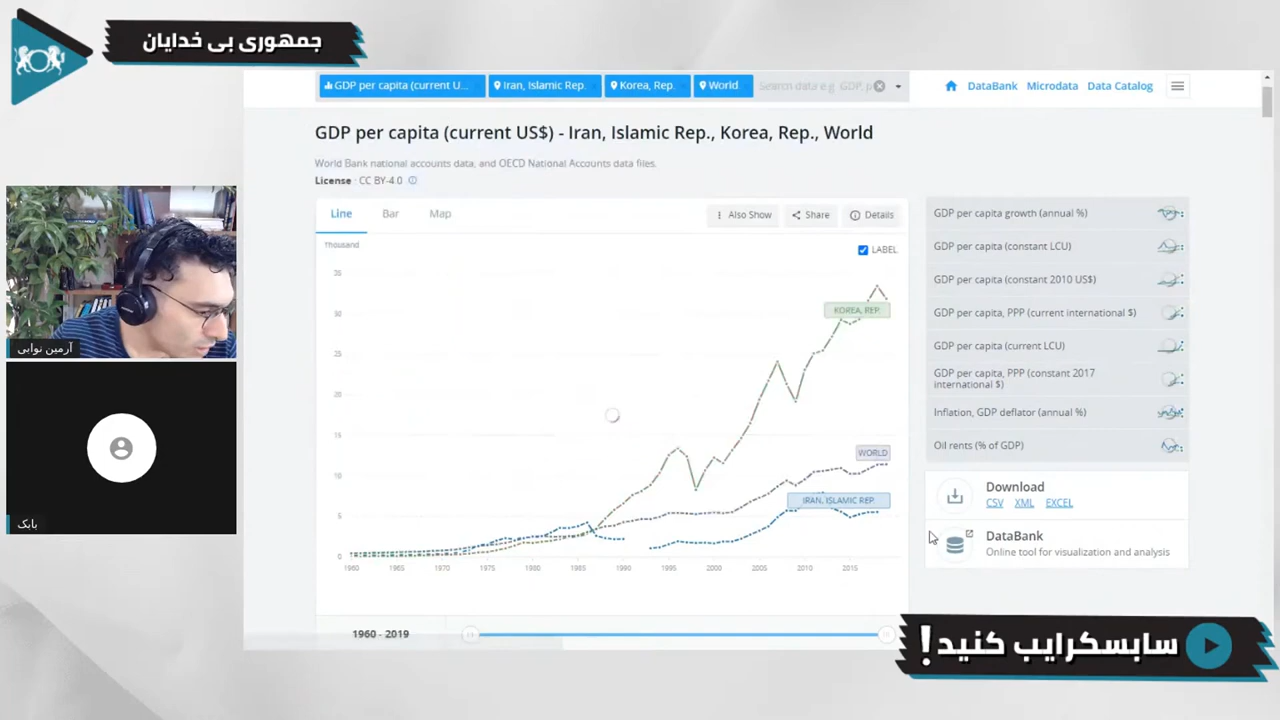 جمهوری بی خدایان
GDP per capita (current U...
Iran, Islamic Rep.
Korea, Rep.
World
Search data e.g. GDP, p
DataBank
Microdata
Data Catalog
GDP per capita (current US$) - Iran, Islamic Rep., Korea, Rep., World
World Bank national accounts data, and OECD National Accounts data files.
License : CC BY-4.0
Line
Bar
Map
Also Show
Share
Details
Thousand
LABEL
35
30
25
20
15
10
5
0
KOREA, REP.
WORLD
IRAN, ISLAMIC REP.
1960
1965
1970
1975
1980
1985
1990
1995
2000
2005
2010
2015
1960 - 2019
GDP per capita growth (annual %)
GDP per capita (constant LCU)
GDP per capita (constant 2010 US$)
GDP per capita, PPP (current international $)
GDP per capita (current LCU)
GDP per capita, PPP (constant 2017
international $)
Inflation, GDP deflator (annual %)
Oil rents (% of GDP)
Download
CSV
XML
EXCEL
DataBank
Online tool for visualization and analysis
آرمین نوابی
بابک
سابسکرایب کنید!